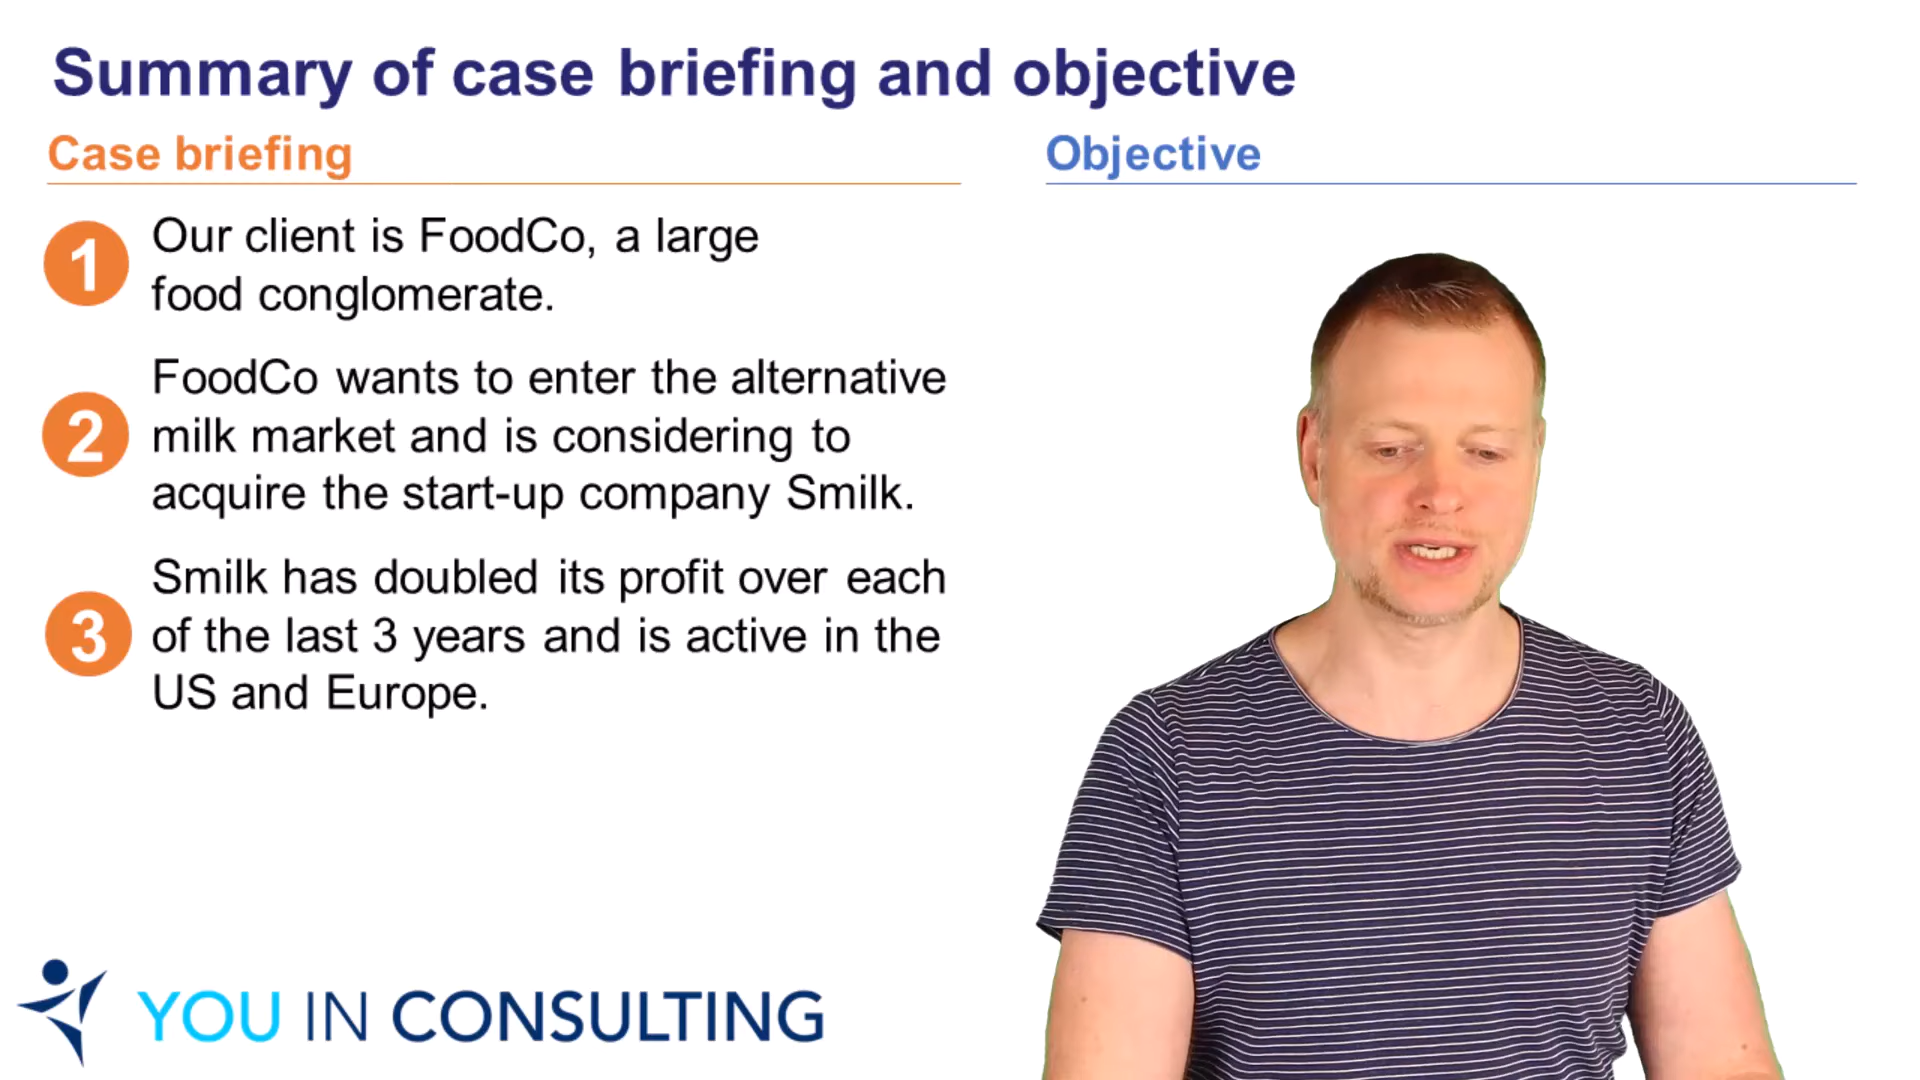 Summary of case briefing and objective
Case briefing
1
Our client is FoodCo, a large
food conglomerate.
2
FoodCo wants to enter the alternative
milk market and is considering to
acquire the start-up company Smilk.
3
Smilk has doubled its profit over each
of the last 3 years and is active in the
US and Europe.
Objective
YOU IN CONSULTING